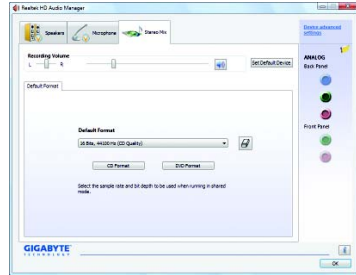 Realtek HD Audio Manager
Speakers
Microphone
Stereo Mix
Device advanced
settings
Recording Volume
L
R
Set Default Device
ANALOG
Back Panel
Default Format
Front Panel
Default Format
16 Bits, 44100 Hz (CD Quality)
CD Format
DVD Format
Select the sample rate and bit depth to be used when running in shared
mode.
GIGABYTE
TECHNOLOGY
OK